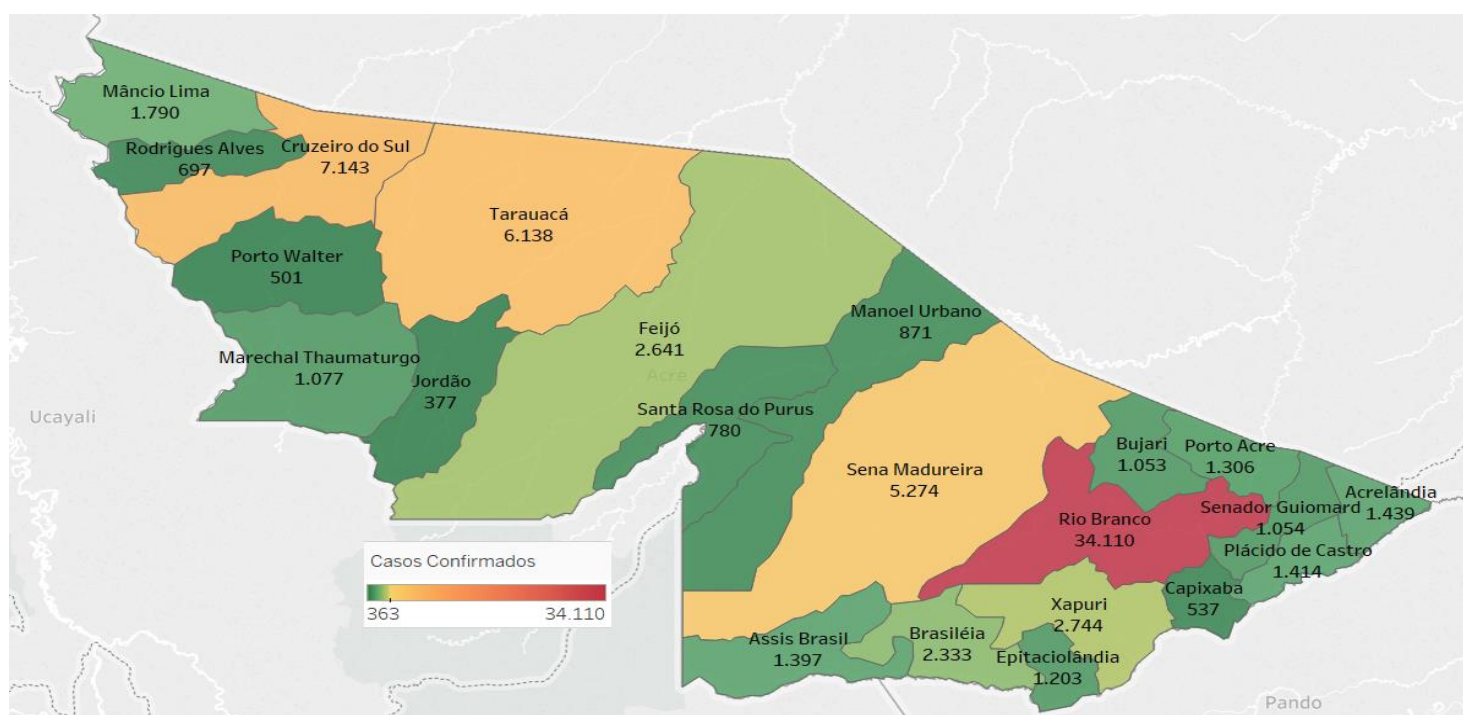 Mâncio Lima
1.790
Rodrigues Alves
697
Cruzeiro do Sul
7.143
Tarauacá
6.138
Porto Walter
501
Marechal Thaumaturgo
1.077
Jordão
377
Feijó
2.641
Acre
Manoel Urbano
871
Santa Rosa do Purus
780
Ucayali
Sena Madureira
5.274
Bujari
1.053
Porto Acre
1.306
Rio Branco
34.110
Senador Guiomard
1.054
Acrelândia
1.439
Plácido de Castro
1.414
Capixaba
537
Xapuri
2.744
Assis Brasil
1.397
Brasiléia
2.333
Epitaciolândia
1.203
Pando
Casos Confirmados
363
34.110